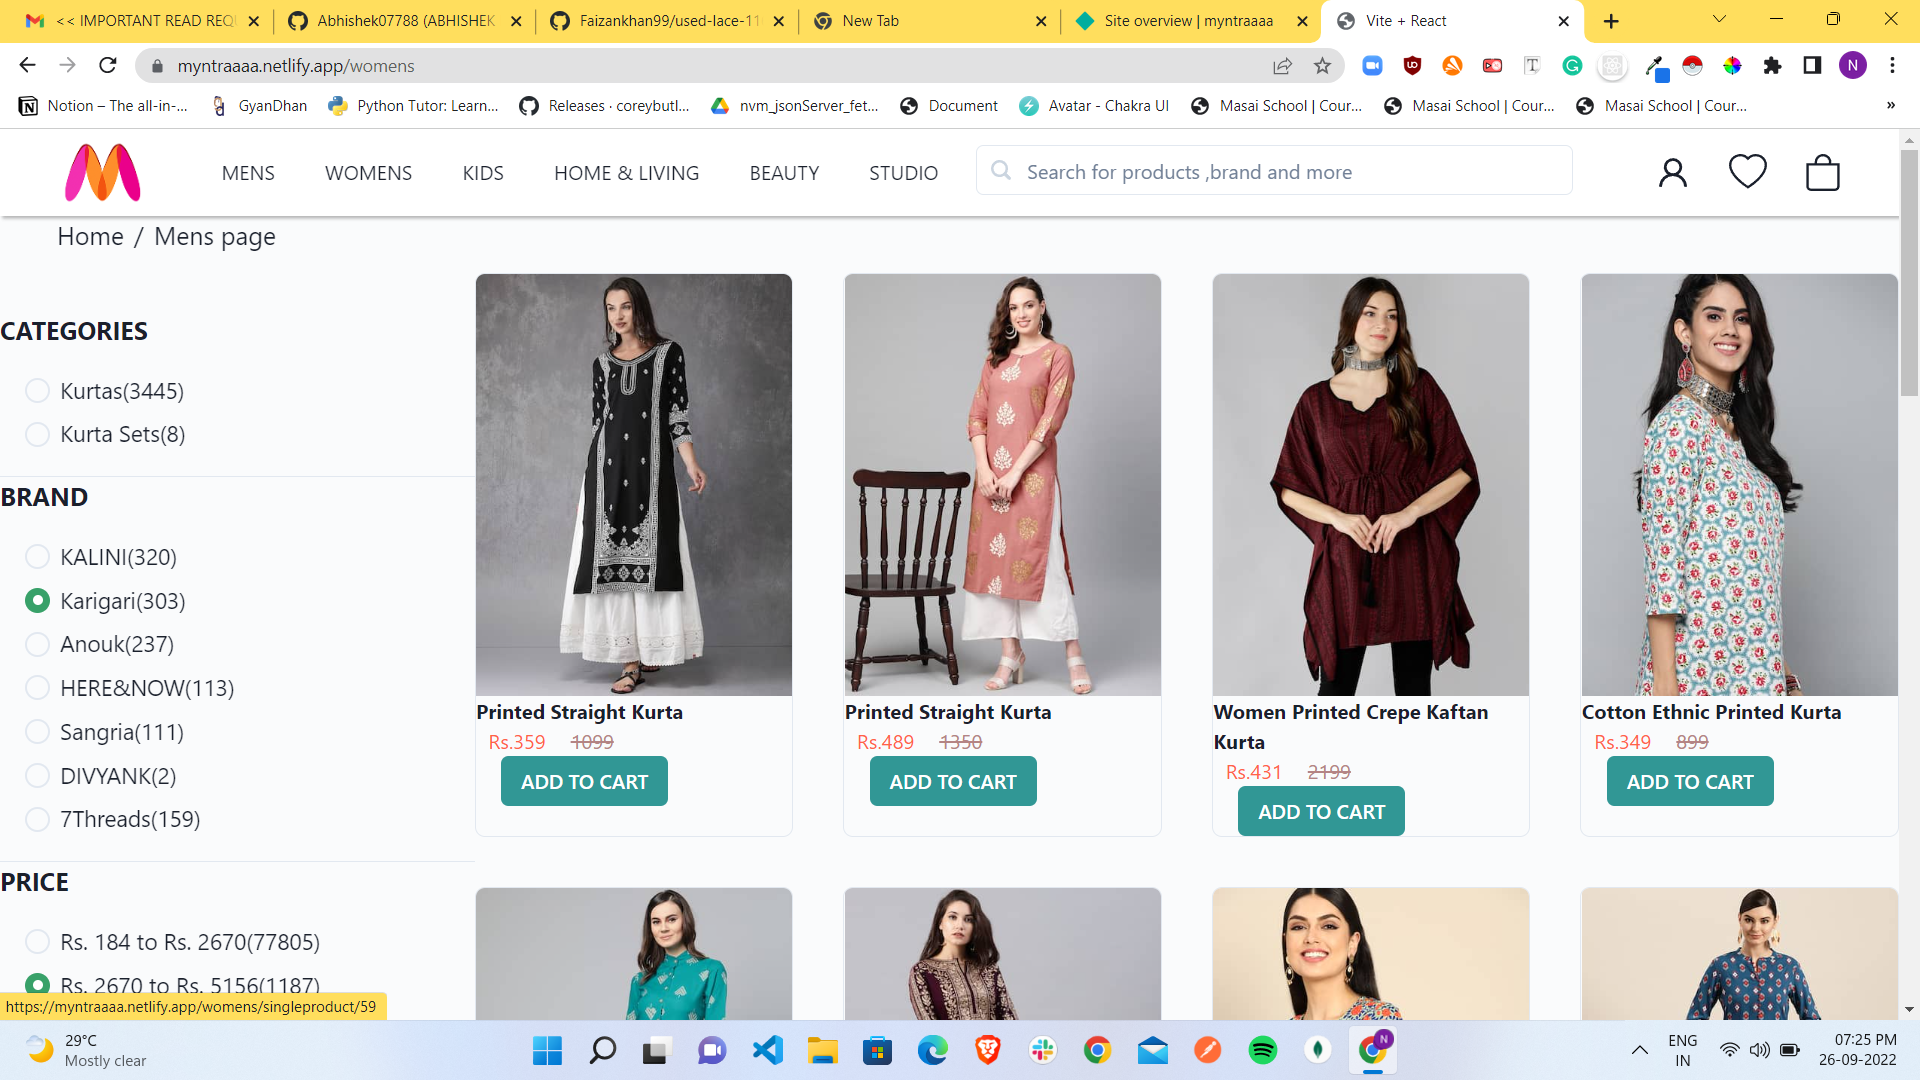 << IMPORTANT READ REQU
Abhishek07788 (ABHISHEK
Faizankhan99/used-lace-11
New Tab
Site overview | myntraaaa
Vite + React
myntraaaa.netlify.app/womens
N
Notion – The all-in-...
GyanDhan
Python Tutor: Learn...
Releases · coreybutl...
nvm_jsonServer_fet...
Document
Avatar - Chakra UI
Masai School | Cour...
Masai School | Cour...
Masai School | Cour...
»
MENS
WOMENS
KIDS
HOME & LIVING
BEAUTY
STUDIO
Search for products ,brand and more
Home / Mens page
CATEGORIES
Kurtas(3445)
Kurta Sets(8)
BRAND
KALINI(320)
Karigari(303)
Anouk(237)
HERE&NOW(113)
Sangria(111)
DIVYANK(2)
7Threads(159)
PRICE
Rs. 184 to Rs. 2670(77805)
Rs. 2670 to Rs. 5156(1187)
Printed Straight Kurta
Rs.359 1099
ADD TO CART
Printed Straight Kurta
Rs.489 1350
ADD TO CART
Women Printed Crepe Kaftan
Kurta
Rs.431 2199
ADD TO CART
Cotton Ethnic Printed Kurta
Rs.349 899
ADD TO CART
https://myntraaaa.netlify.app/womens/singleproduct/59
29°C
Mostly clear
N
ENG
IN
07:25 PM
26-09-2022